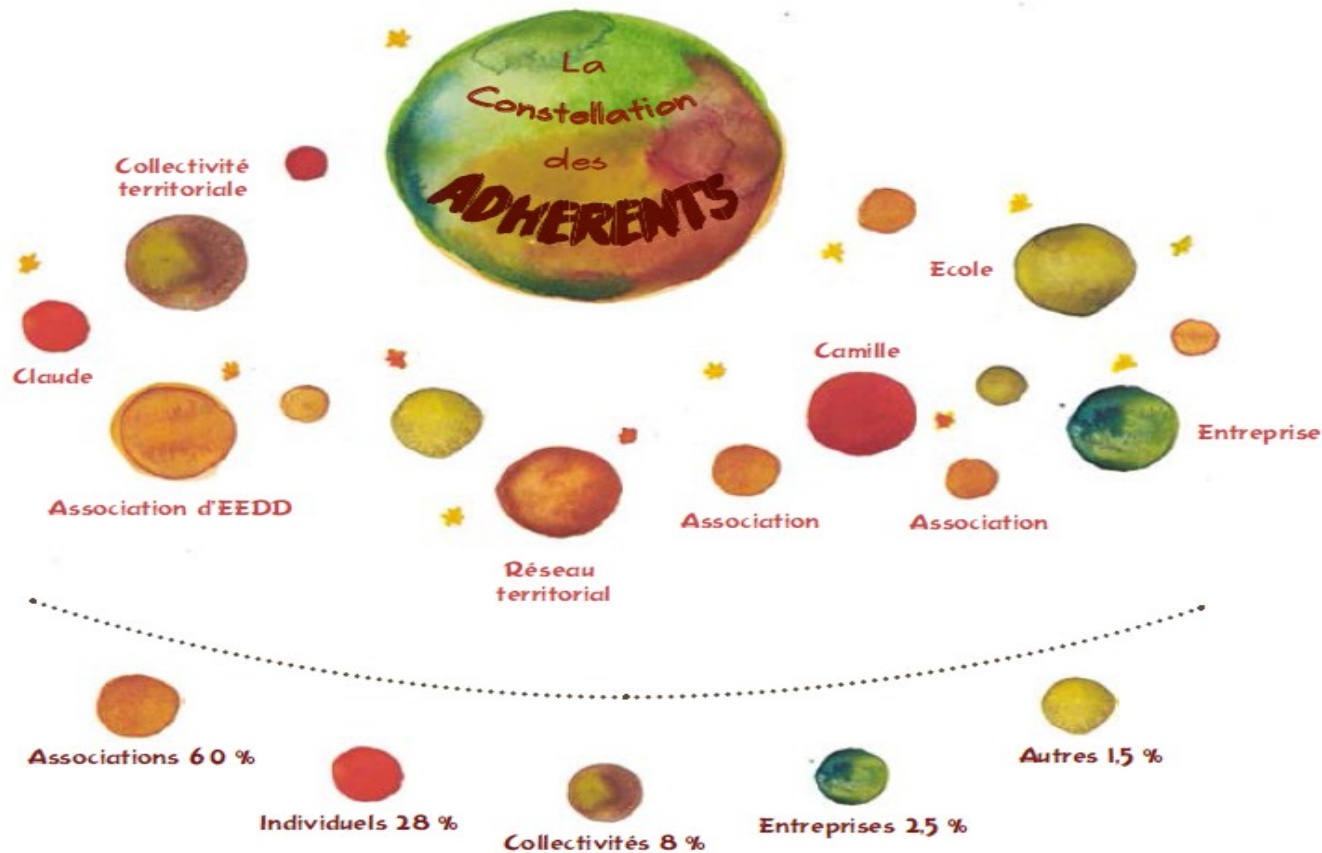 La
Constellation
des
ADHERENTS
Collectivité
territoriale
Ecole
Claude
Camille
Entreprise
Association d'EEDD
Association
Association
Réseau
territorial
Associations 60 %
Individuels 28 %
Collectivités 8 %
Entreprises 2,5 %
Autres 1,5 %